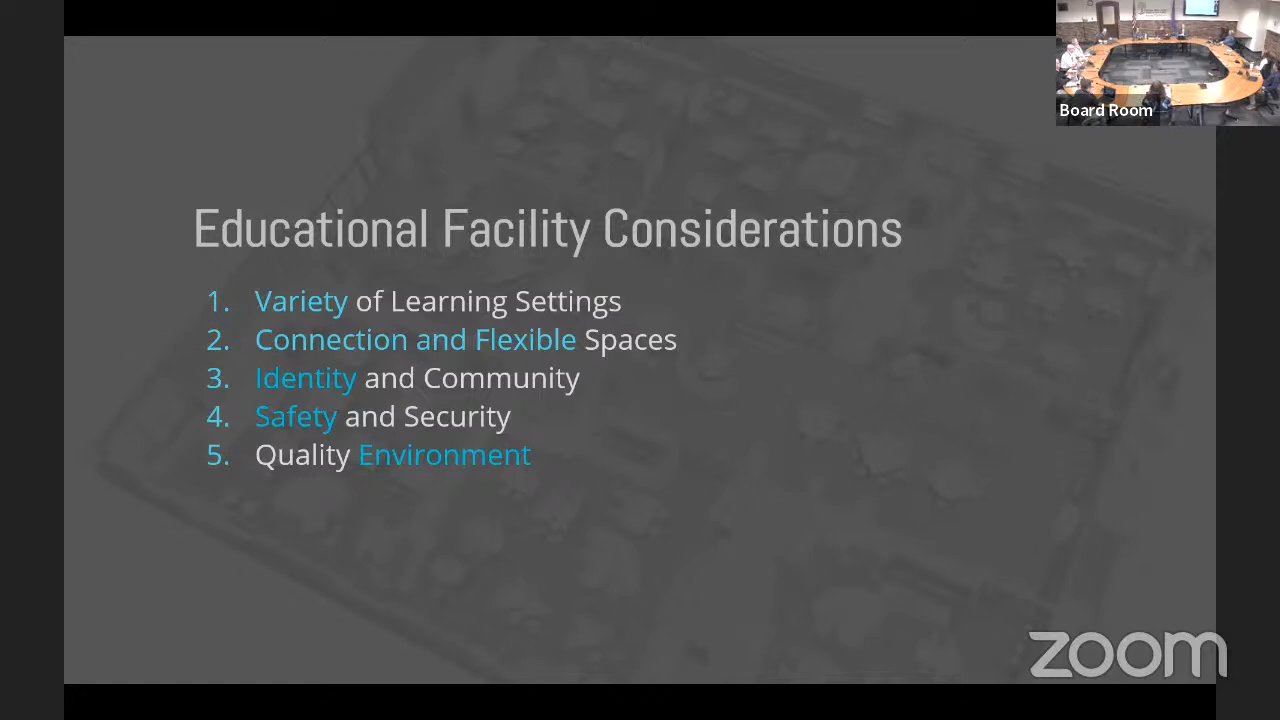 Board Room
Educational Facility Considerations
1. Variety of Learning Settings
2. Connection and Flexible Spaces
3. Identity and Community
4. Safety and Security
5. Quality Environment
zoom